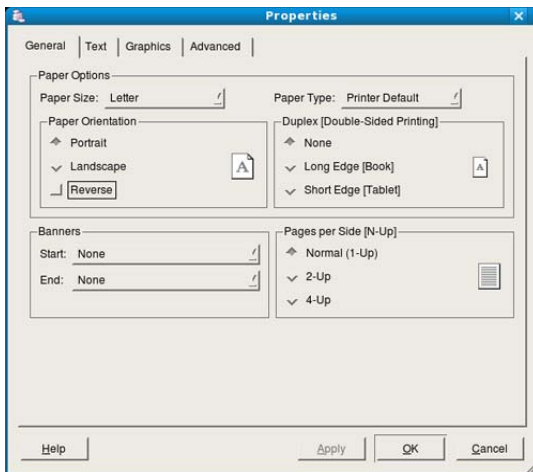 Properties
General Text Graphics Advanced
Paper Options
Paper Size: Letter
Paper Type: Printer Default
Paper Orientation
Portrait
Landscape
Reverse
A
Duplex [Double-Sided Printing]
None
Long Edge [Book]
Short Edge [Tablet]
A
Banners
Start: None
End: None
Pages per Side [N-Up]
Normal (1-Up)
2-Up
4-Up
Help Apply OK Cancel